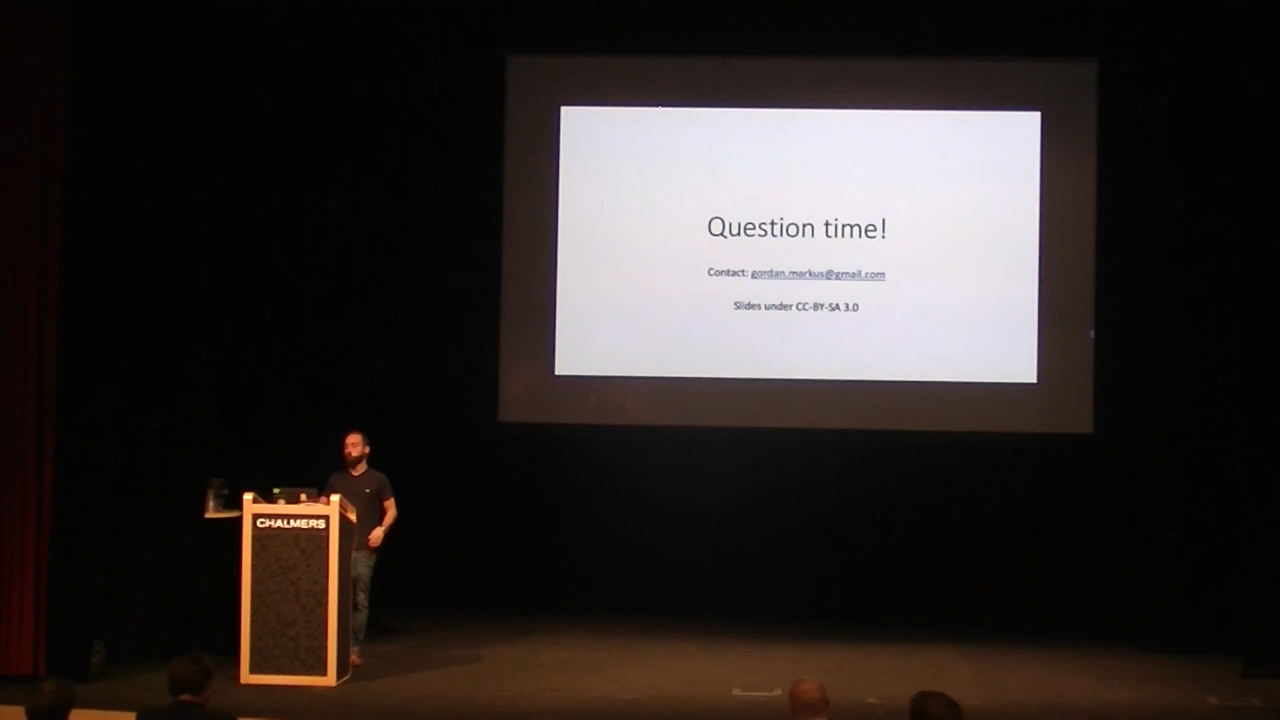 Question time!
Contact: gordan.markus@gmail.com
Slides under CC-BY-SA 3.0
CHALMERS